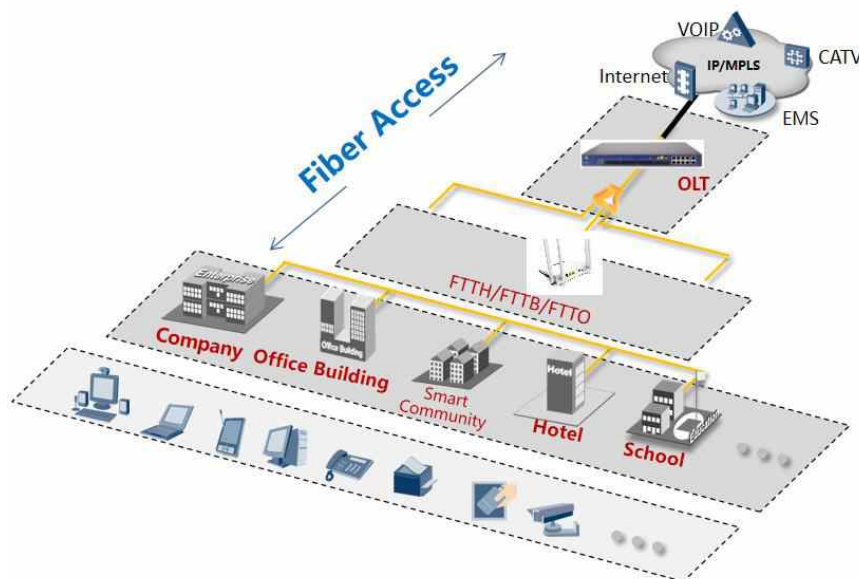 VOIP
IP/MPLS
CATV
Internet
EMS
Fiber Access
OLT
FTTH/FTTB/FTTO
Enterprise
Company
Office Building
Office Building
Smart
Community
Hotel
Hotel
Education
School